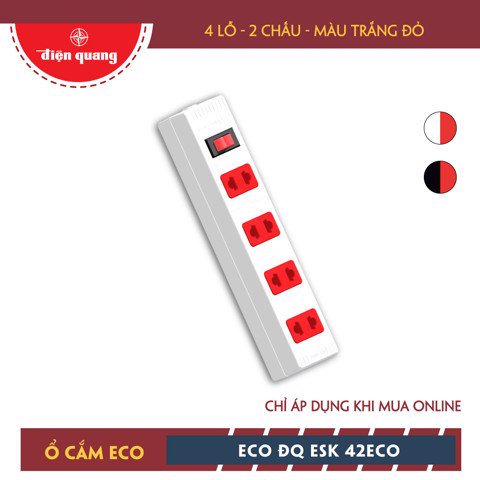 điện quang
4 LỖ - 2 CHẤU - MÀU TRẮNG ĐỎ
CHỈ ÁP DỤNG KHI MUA ONLINE
Ổ CẮM ECO
ECO ĐQ ESK 42ECO